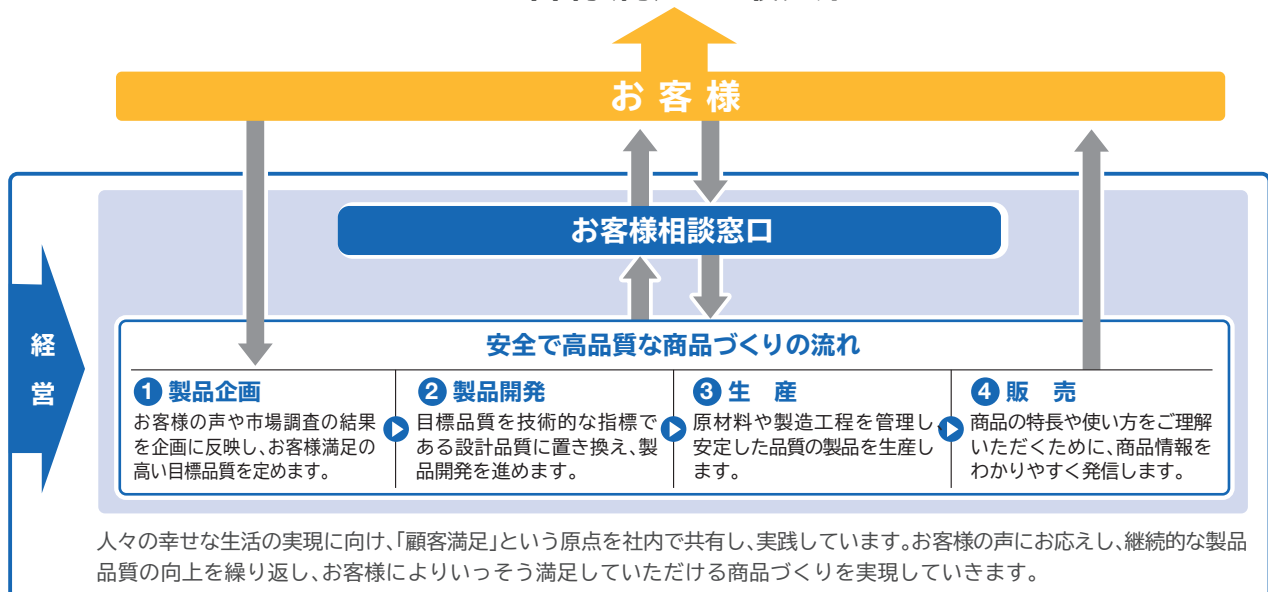 お客様
お客様相談窓口
経営
安全で高品質な商品づくりの流れ
1 製品企画
お客様の声や市場調査の結果
を企画に反映し、お客様満足の
高い目標品質を定めます。
2 製品開発
目標品質を技術的な指標で
ある設計品質に置き換え、製
品開発を進めます。
3 生　産
原材料や製造工程を管理し、
安定した品質の製品を生産し
ます。
4 販　売
商品の特長や使い方をご理解
いただくために、商品情報を
わかりやすく発信します。
人々の幸せな生活の実現に向け、「顧客満足」という原点を社内で共有し、実践しています。お客様の声にお応えし、継続的な製品
品質の向上を繰り返し、お客様によりいっそう満足していただける商品づくりを実現していきます。